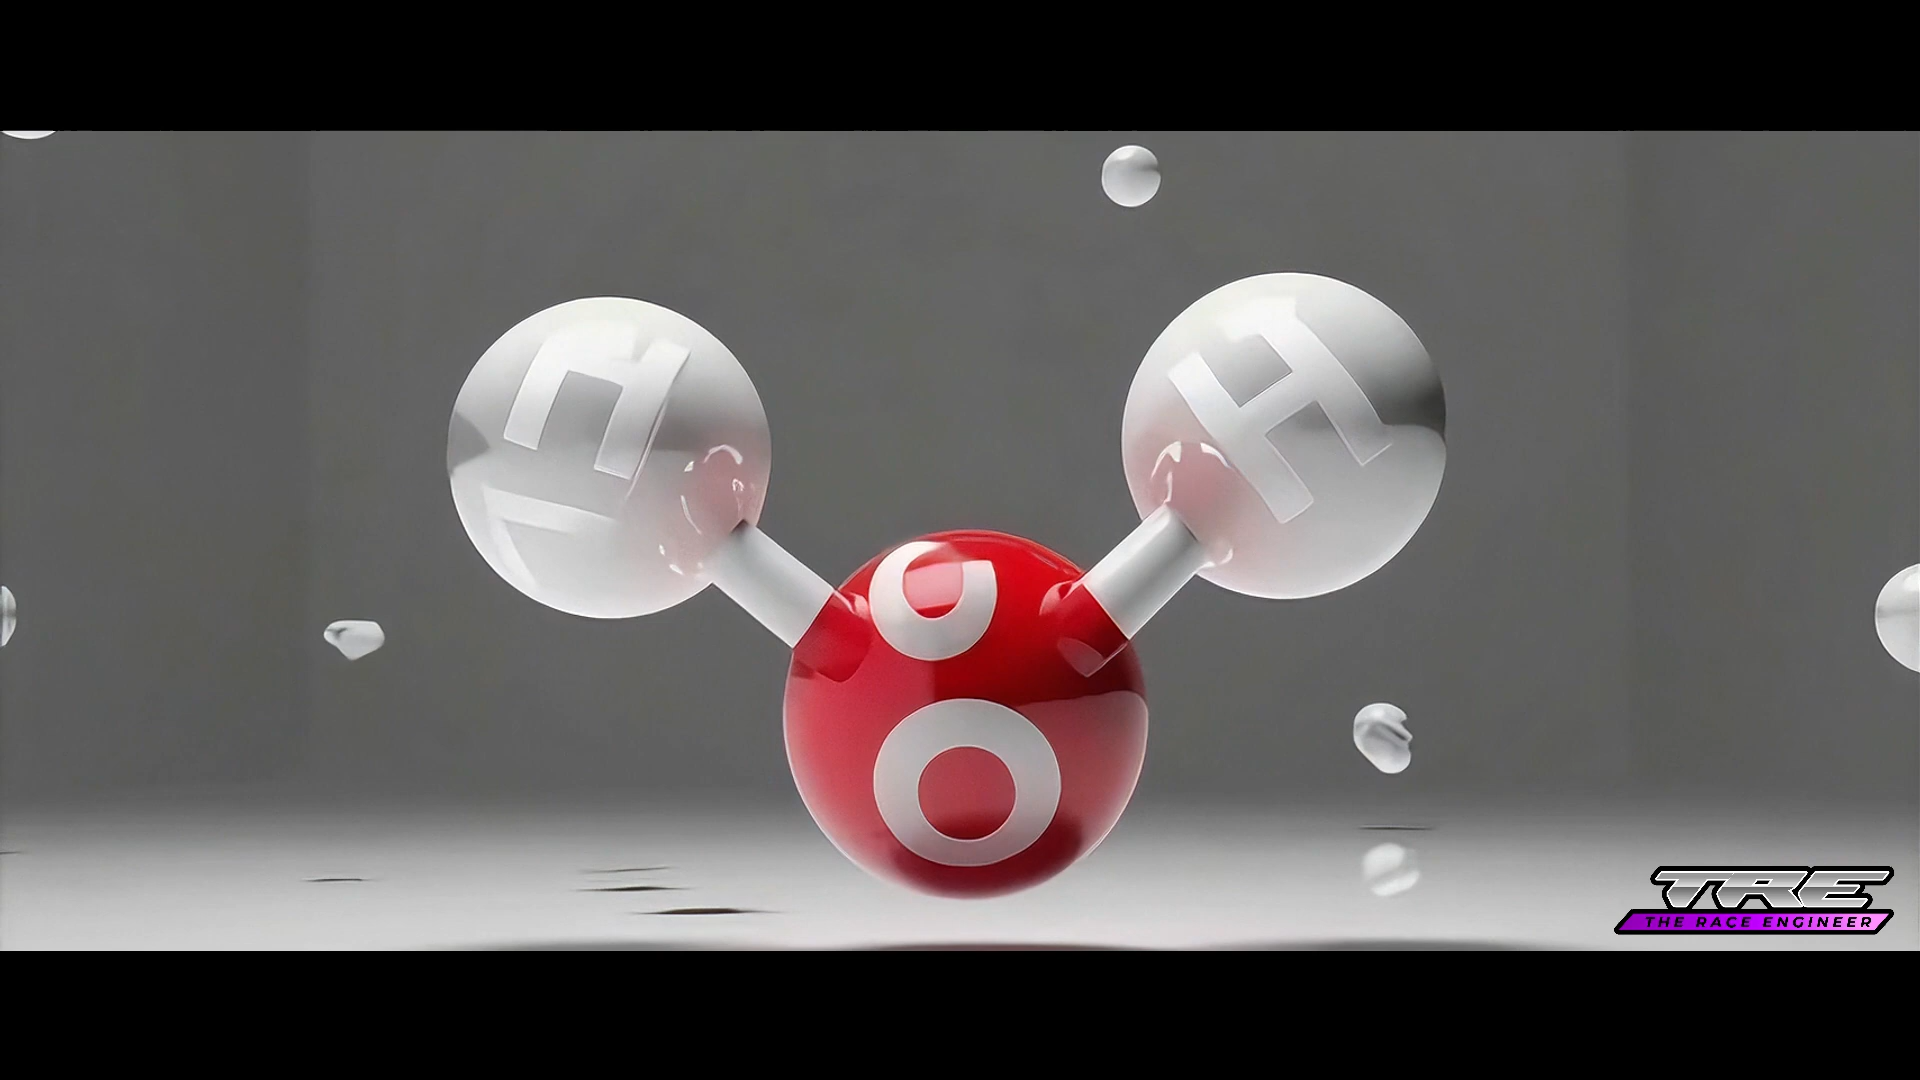 H
O
TRE
THE RACE ENGINEER